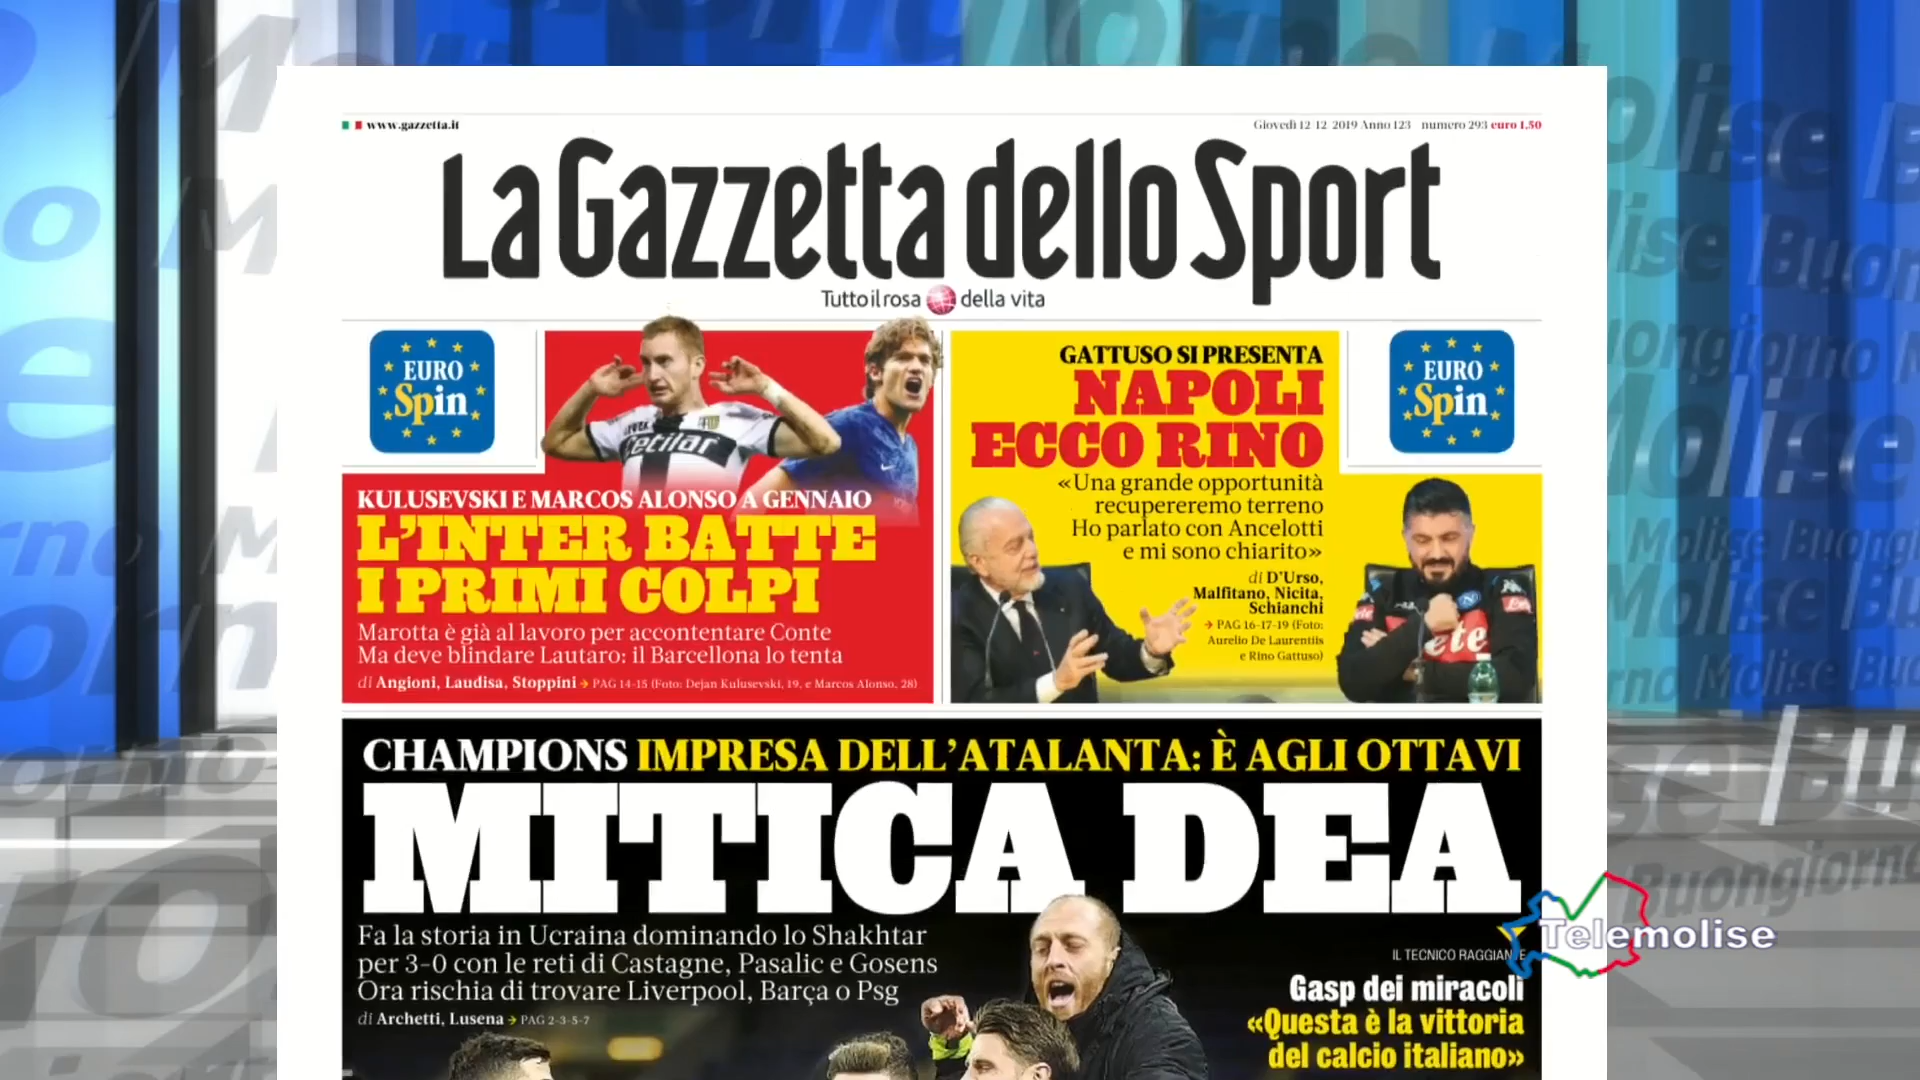 www.gazzetta.it
Giovedì 12/12/2019 Anno 123 numero 293 euro 1,50
La Gazzetta dello Sport
Tutto il rosa della vita
EURO
Spin
KULUSEVSKI E MARCOS ALONSO A GENNAIO
L'INTER BATTE
I PRIMI COLPI
Marotta è già al lavoro per accontentare Conte
Ma deve blindare Lautaro: il Barcellona lo tenta
di Angioni, Laudisa, Stoppini → PAG 14-15 (Foto: Dejan Kulusevski, 19, e Marcos Alonso, 28)
cetilar
GATTUSO SI PRESENTA
NAPOLI
ECCO RINO
«Una grande opportunità
recupereremo terreno
Ho parlato con Ancelotti
e mi sono chiarito»
di D'Urso,
Malfitano, Nicita,
Schianchi
→ PAG 16-17-19 (Foto:
Aurelio De Laurentiis
e Rino Gattuso)
EURO
Spin
CHAMPIONS IMPRESA DELL'ATALANTA: È AGLI OTTAVI
MITICA DEA
Fa la storia in Ucraina dominando lo Shakhtar
per 3-0 con le reti di Castagne, Pasalic e Gosens
Ora rischia di trovare Liverpool, Barça o Psg
di Archetti, Lusena → PAG 2-3-5-7
IL TECNICO RAGGIANTE
Gasp dei miracoli
«Questa è la vittoria
del calcio italiano»
Telemolise
Buongiorno
Molise